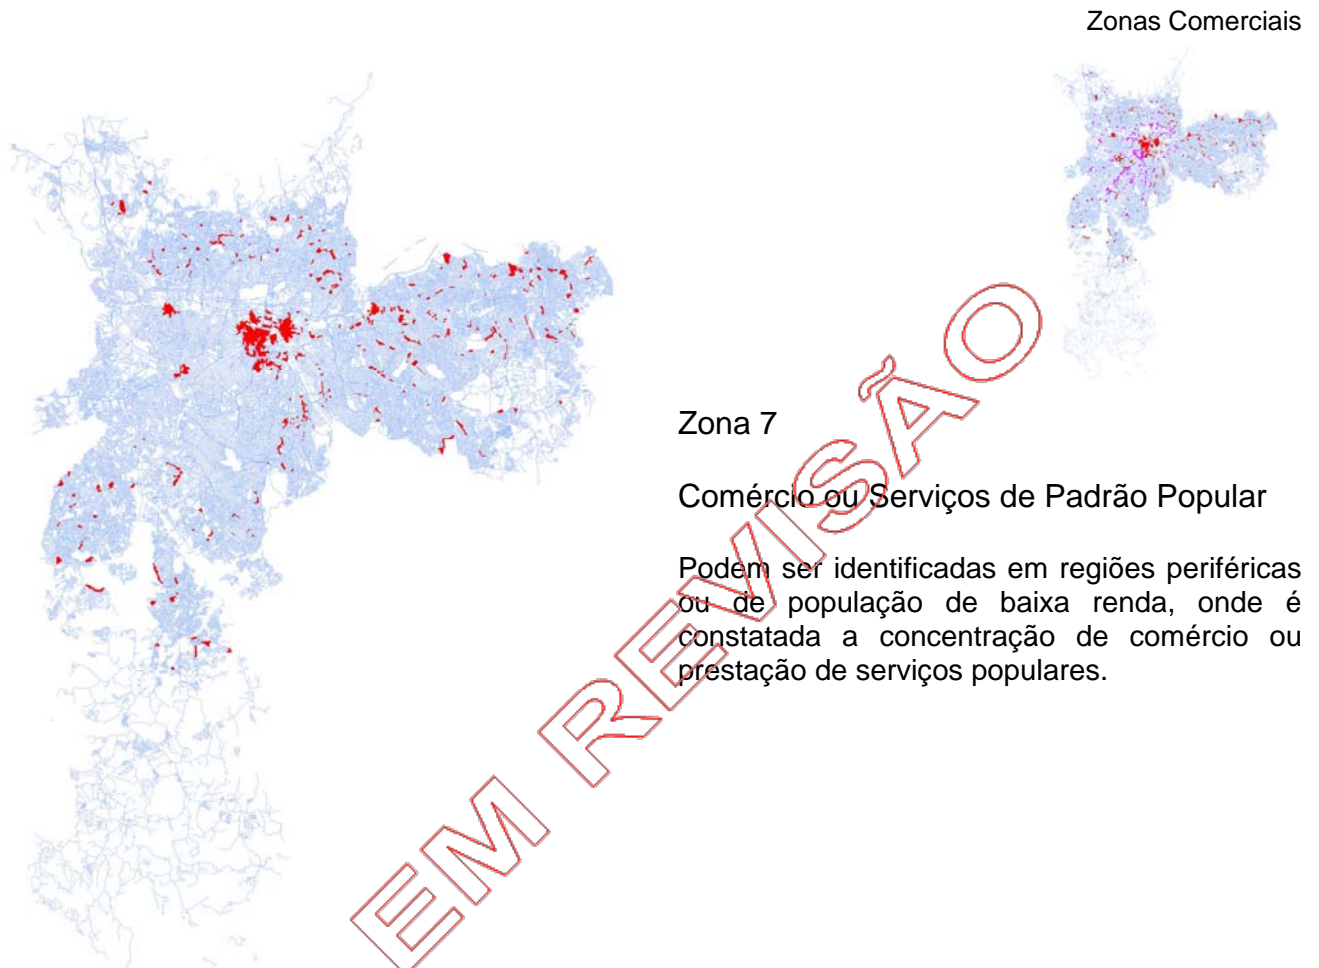 Zonas Comerciais
Zona 7
Comércio ou Serviços de Padrão Popular
Podem ser identificadas em regiões periféricas
ou de população de baixa renda, onde é
constatada a concentração de comércio ou
prestação de serviços populares.
EM REVISÃO